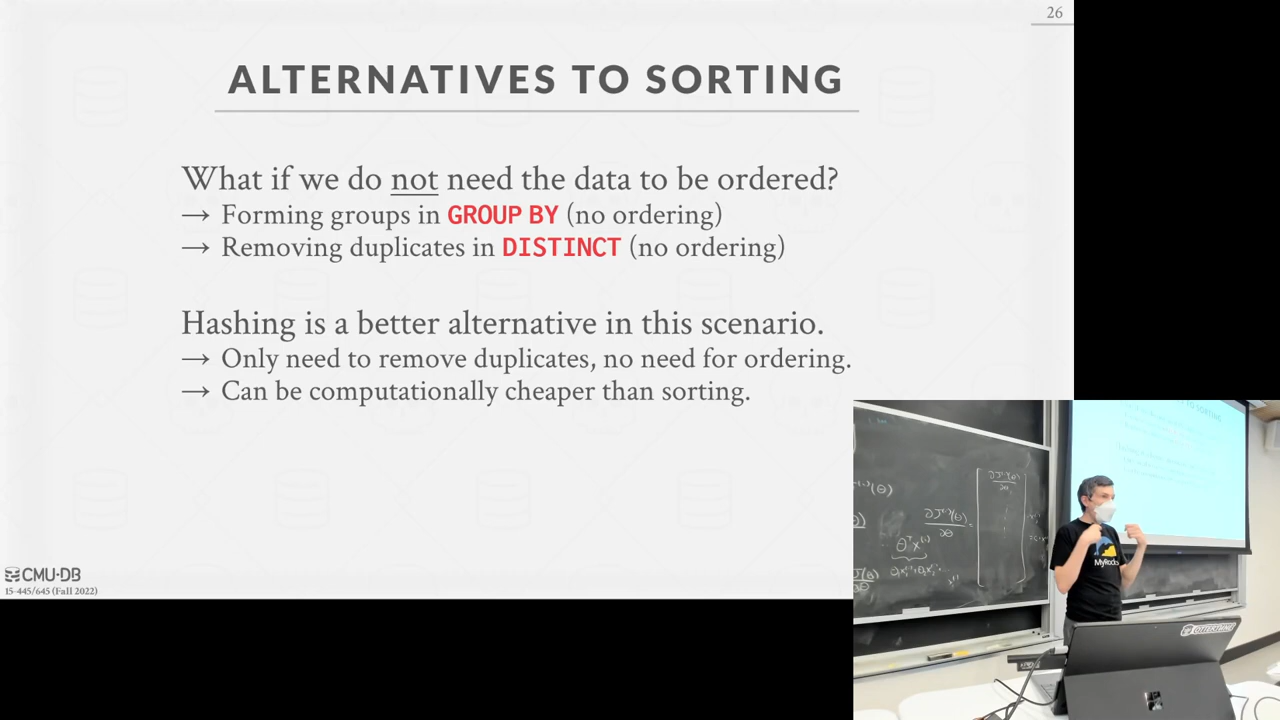 26
ALTERNATIVES TO SORTING
What if we do not need the data to be ordered?
→ Forming groups in GROUP BY (no ordering)
→ Removing duplicates in DISTINCT (no ordering)
Hashing is a better alternative in this scenario.
→ Only need to remove duplicates, no need for ordering.
→ Can be computationally cheaper than sorting.
CMU·DB
15-445/645 (Fall 2022)
MyRocks
OTTERTUNE